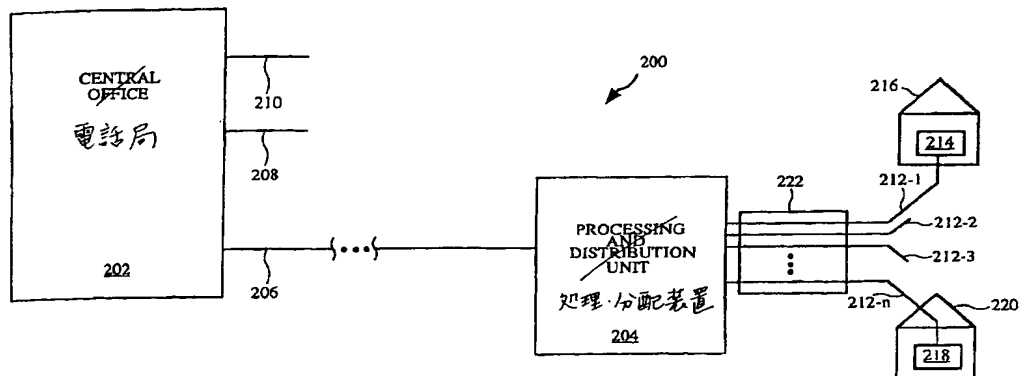 CENTRAL
OFFICE
電話局
202
210
208
206
200
PROCESSING
AND
DISTRIBUTION
UNIT
処理・分配装置
204
222
216
214
212-1
212-2
212-3
212-n
220
218